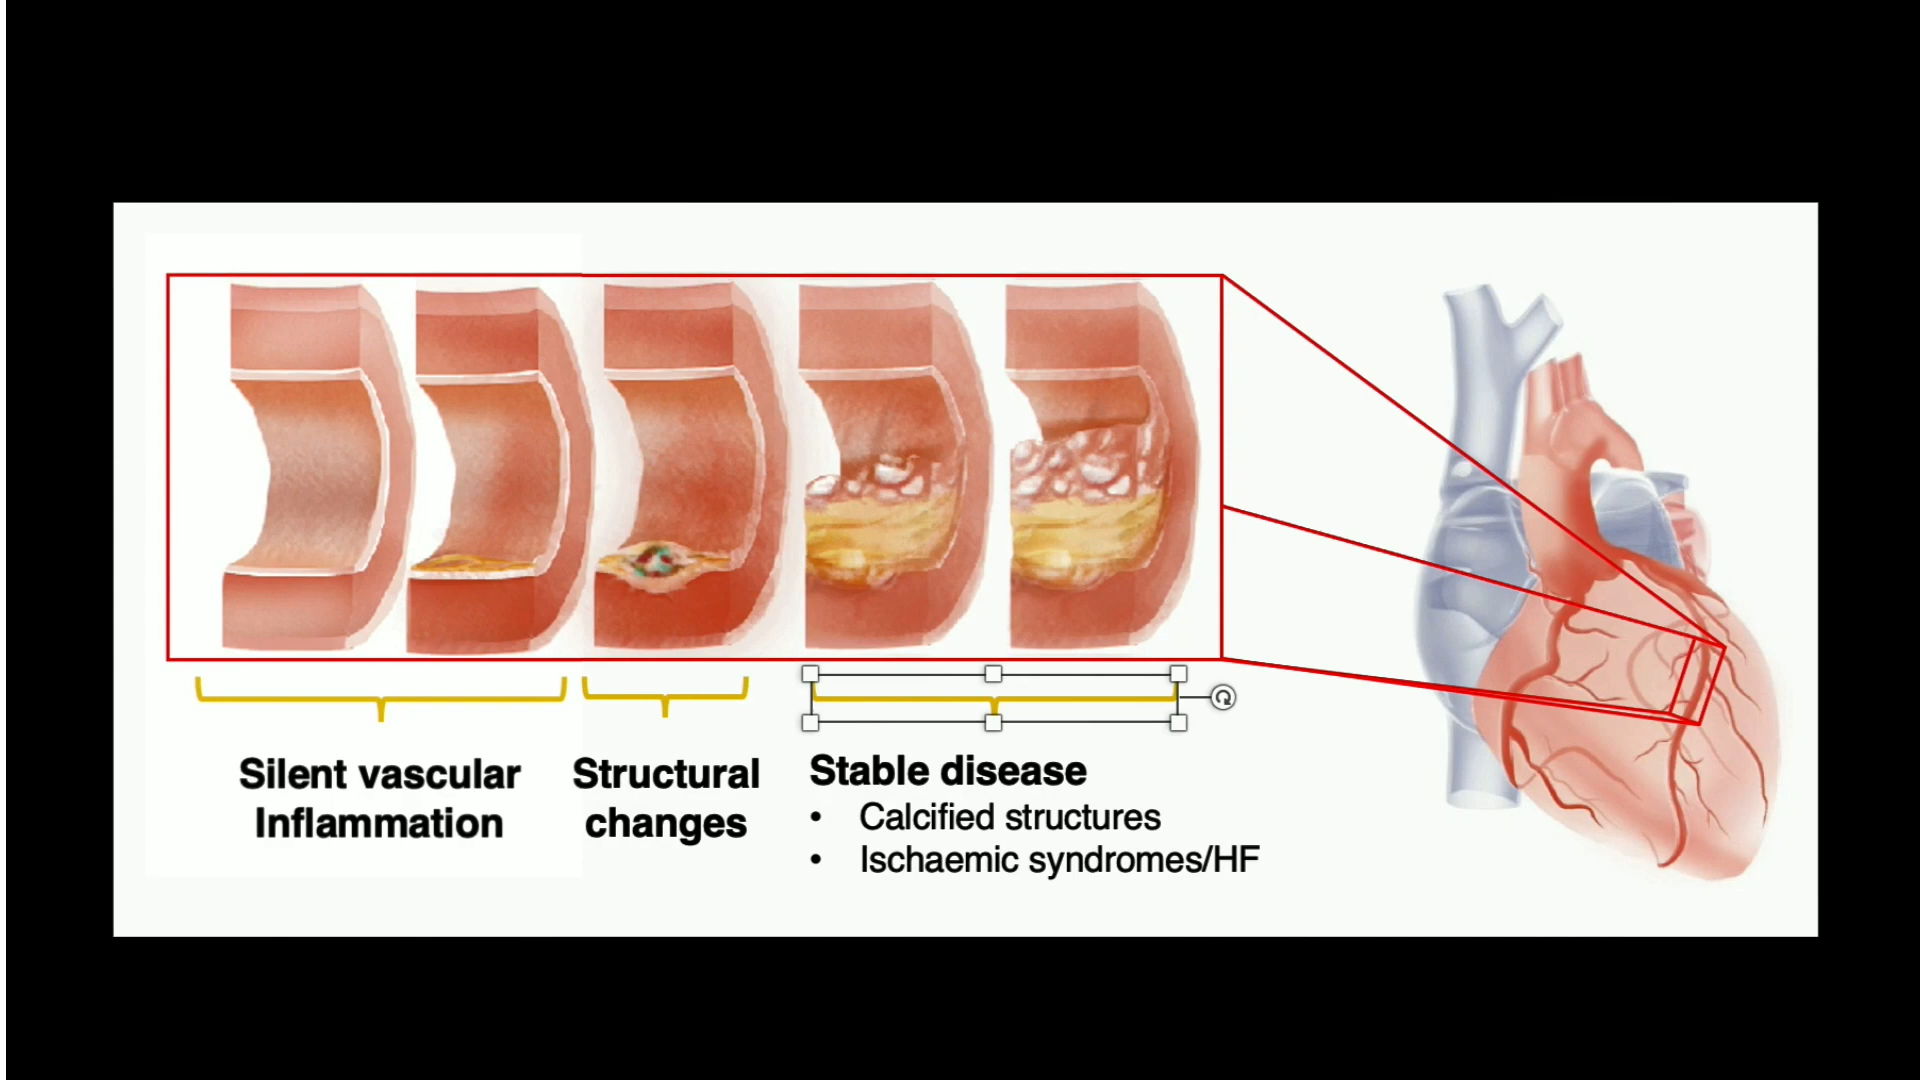 Silent vascular
Inflammation
Structural
changes
Stable disease
• Calcified structures
• Ischaemic syndromes/HF